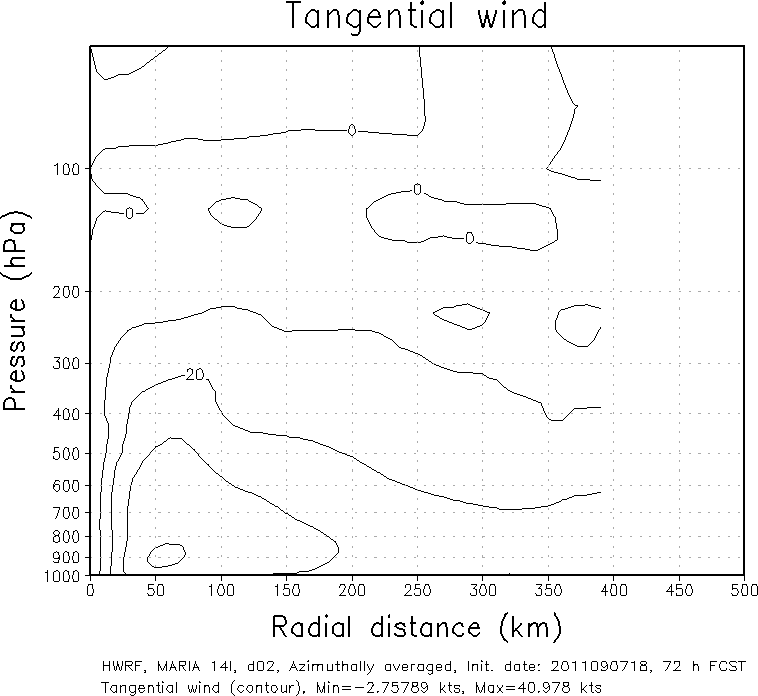 Tangential wind
0
100
0
0
0
Pressure (hPa)
200
300
20
400
500
600
700
800
900
1000
0 50 100 150 200 250 300 350 400 450 500
Radial distance (km)
HWRF, MARIA 14l, d02, Azimuthally averaged, Init. date: 2011090718, 72 h FCST
Tangential wind (contour), Min=-2.75789 kts, Max=40.978 kts